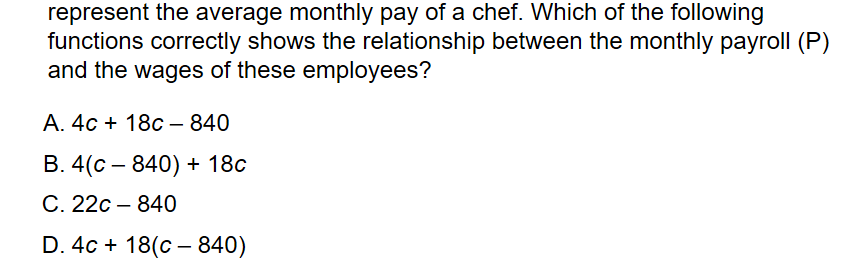 represent the average monthly pay of a chef. Which of the following
functions correctly shows the relationship between the monthly payroll (P)
and the wages of these employees?
A. 4c + 18c – 840
B. 4(c – 840) + 18c
C. 22c – 840
D. 4c + 18(c – 840)